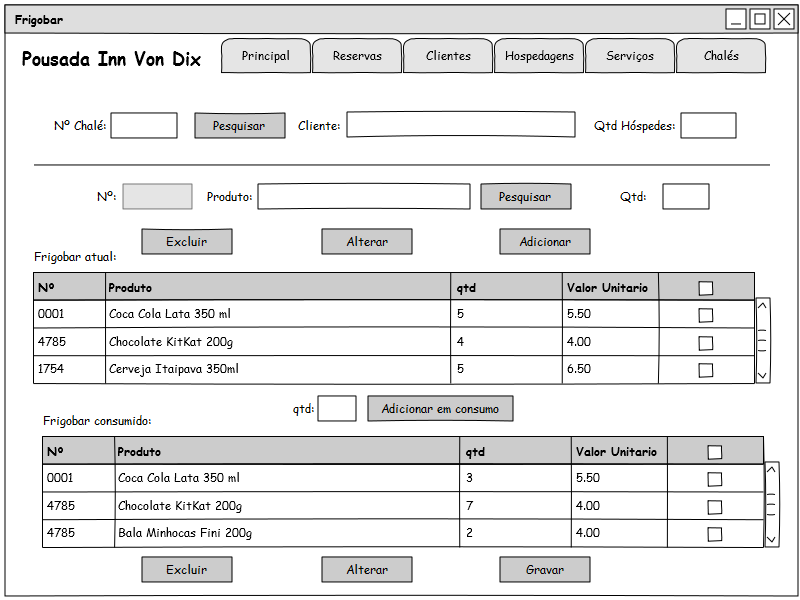 Frigobar
Pousada Inn Von Dix
Principal Reservas Clientes Hospedagens Serviços Chalés
Nº Chalé: Pesquisar Cliente: Qtd Hóspedes:
Nº: Produto: Pesquisar Qtd:
Excluir Alterar Adicionar
Frigobar atual:
Nº Produto qtd Valor Unitario
0001 Coca Cola Lata 350 ml 5 5.50
4785 Chocolate KitKat 200g 4 4.00
1754 Cerveja Itaipava 350ml 5 6.50
qtd: Adicionar em consumo
Frigobar consumido:
Nº Produto qtd Valor Unitario
0001 Coca Cola Lata 350 ml 3 5.50
4785 Chocolate KitKat 200g 7 4.00
4785 Bala Minhocas Fini 200g 2 4.00
Excluir Alterar Gravar